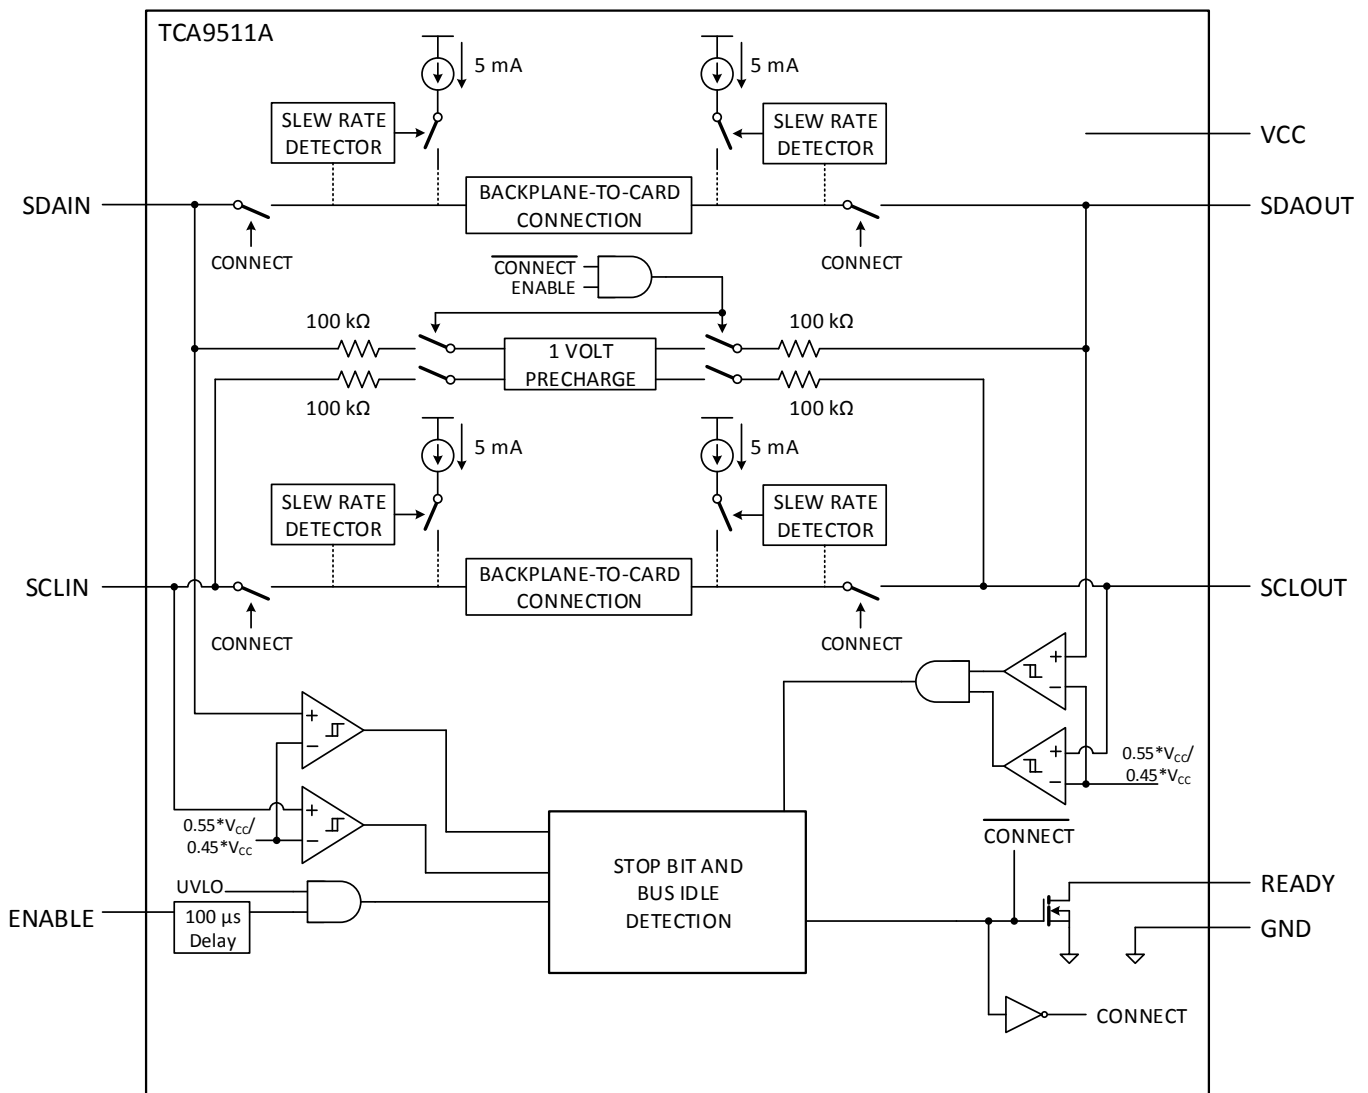 TCA9511A
5 mA
5 mA
SLEW RATE
DETECTOR
SLEW RATE
DETECTOR
VCC
SDAIN
BACKPLANE-TO-CARD
CONNECTION
SDAOUT
CONNECT
CONNECT
CONNECT
ENABLE
100 kΩ
100 kΩ
1 VOLT
PRECHARGE
100 kΩ
100 kΩ
5 mA
5 mA
SLEW RATE
DETECTOR
SLEW RATE
DETECTOR
SCLIN
BACKPLANE-TO-CARD
CONNECTION
SCLOUT
CONNECT
CONNECT
+
−
+
−
+
−
0.55*VCC/
0.45*VCC
+
−
0.55*VCC/
0.45*VCC
CONNECT
STOP BIT AND
BUS IDLE
DETECTION
UVLO
READY
ENABLE
100 µs
Delay
GND
CONNECT